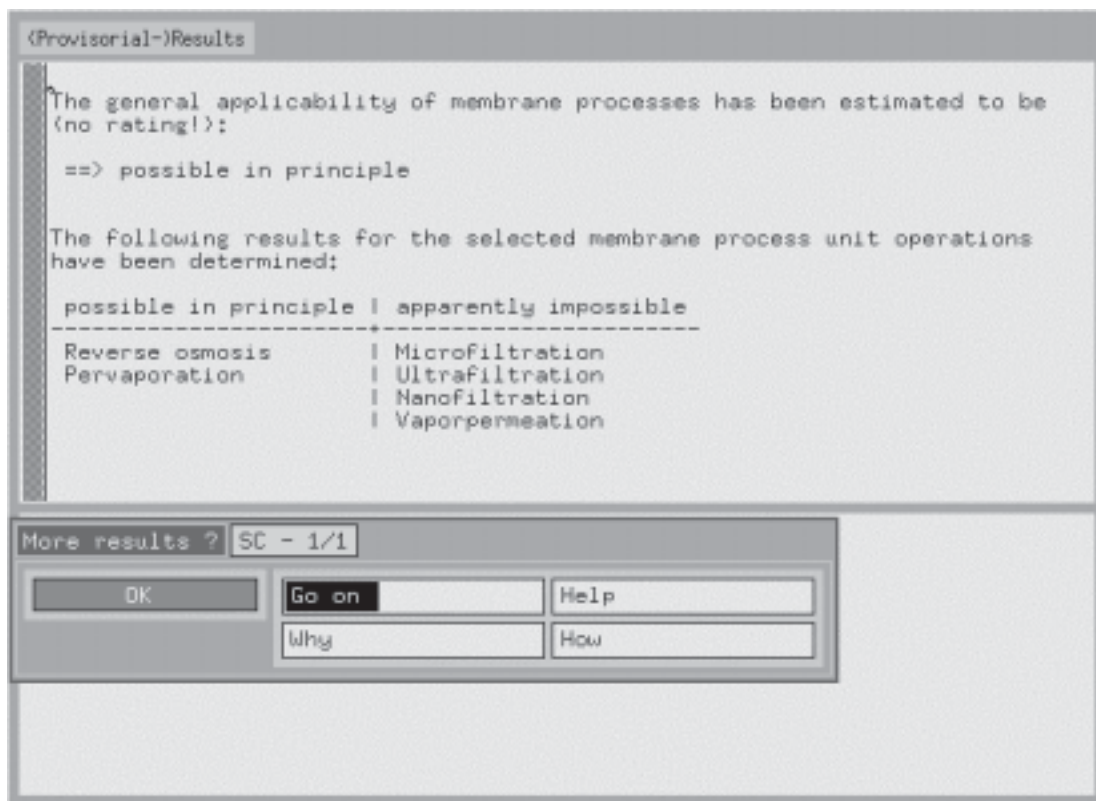 (Provisorial-)Results
The general applicability of membrane processes has been estimated to be
(no rating!):
==> possible in principle
The following results for the selected membrane process unit operations
have been determined:
possible in principle | apparently impossible
----------------------+-----------------------
Reverse osmosis | Microfiltration
Pervaporation | Ultrafiltration
| Nanofiltration
| Vaporpermeation
More results ? SC - 1/1
OK Go on Help
Why How